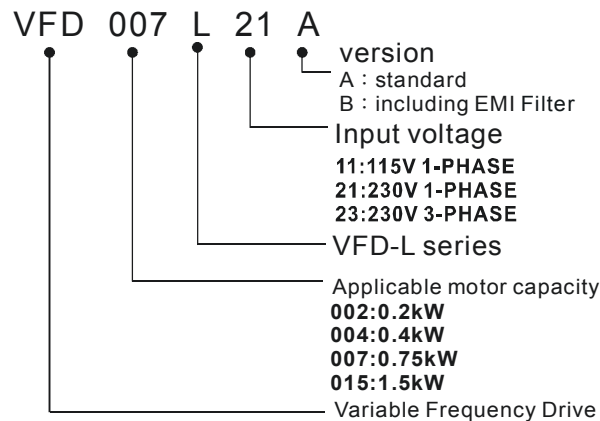 VFD 007 L 21 A
version
A：standard
B：including EMI Filter
Input voltage
11:115V 1-PHASE
21:230V 1-PHASE
23:230V 3-PHASE
VFD-L series
Applicable motor capacity
002:0.2kW
004:0.4kW
007:0.75kW
015:1.5kW
Variable Frequency Drive